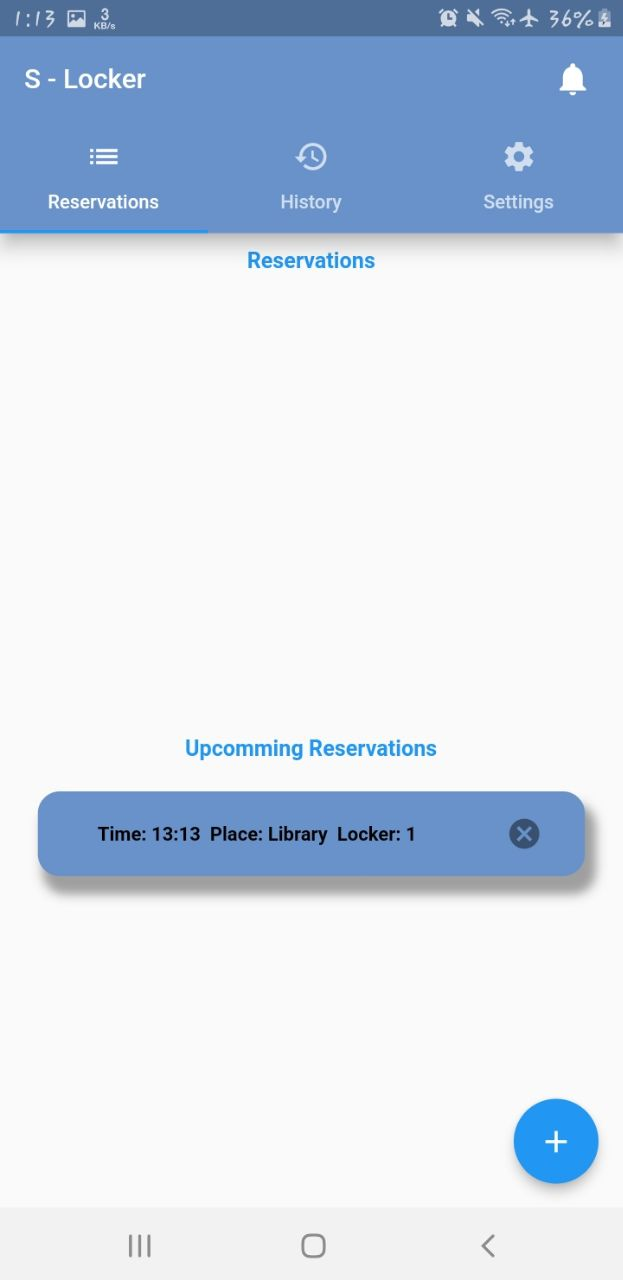 1:13 3 KB/s 36%
S - Locker
Reservations History Settings
Reservations
Upcomming Reservations
Time: 13:13 Place: Library Locker: 1